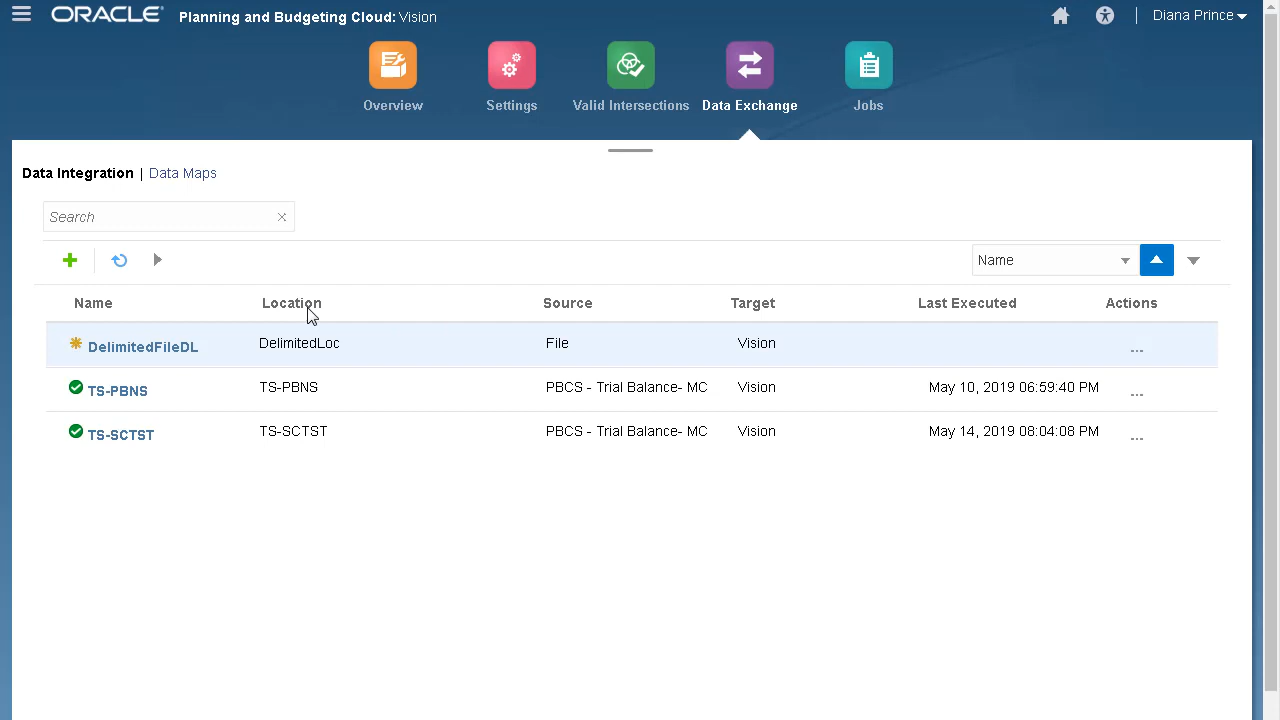 ORACLE® Planning and Budgeting Cloud: Vision Diana Prince
Overview Settings Valid Intersections Data Exchange Jobs
Data Integration | Data Maps
Search
Name
Name Location Source Target Last Executed Actions
DelimitedFileDL DelimitedLoc File Vision ...
TS-PBNS TS-PBNS PBCS - Trial Balance- MC Vision May 10, 2019 06:59:40 PM ...
TS-SCTST TS-SCTST PBCS - Trial Balance- MC Vision May 14, 2019 08:04:08 PM ...